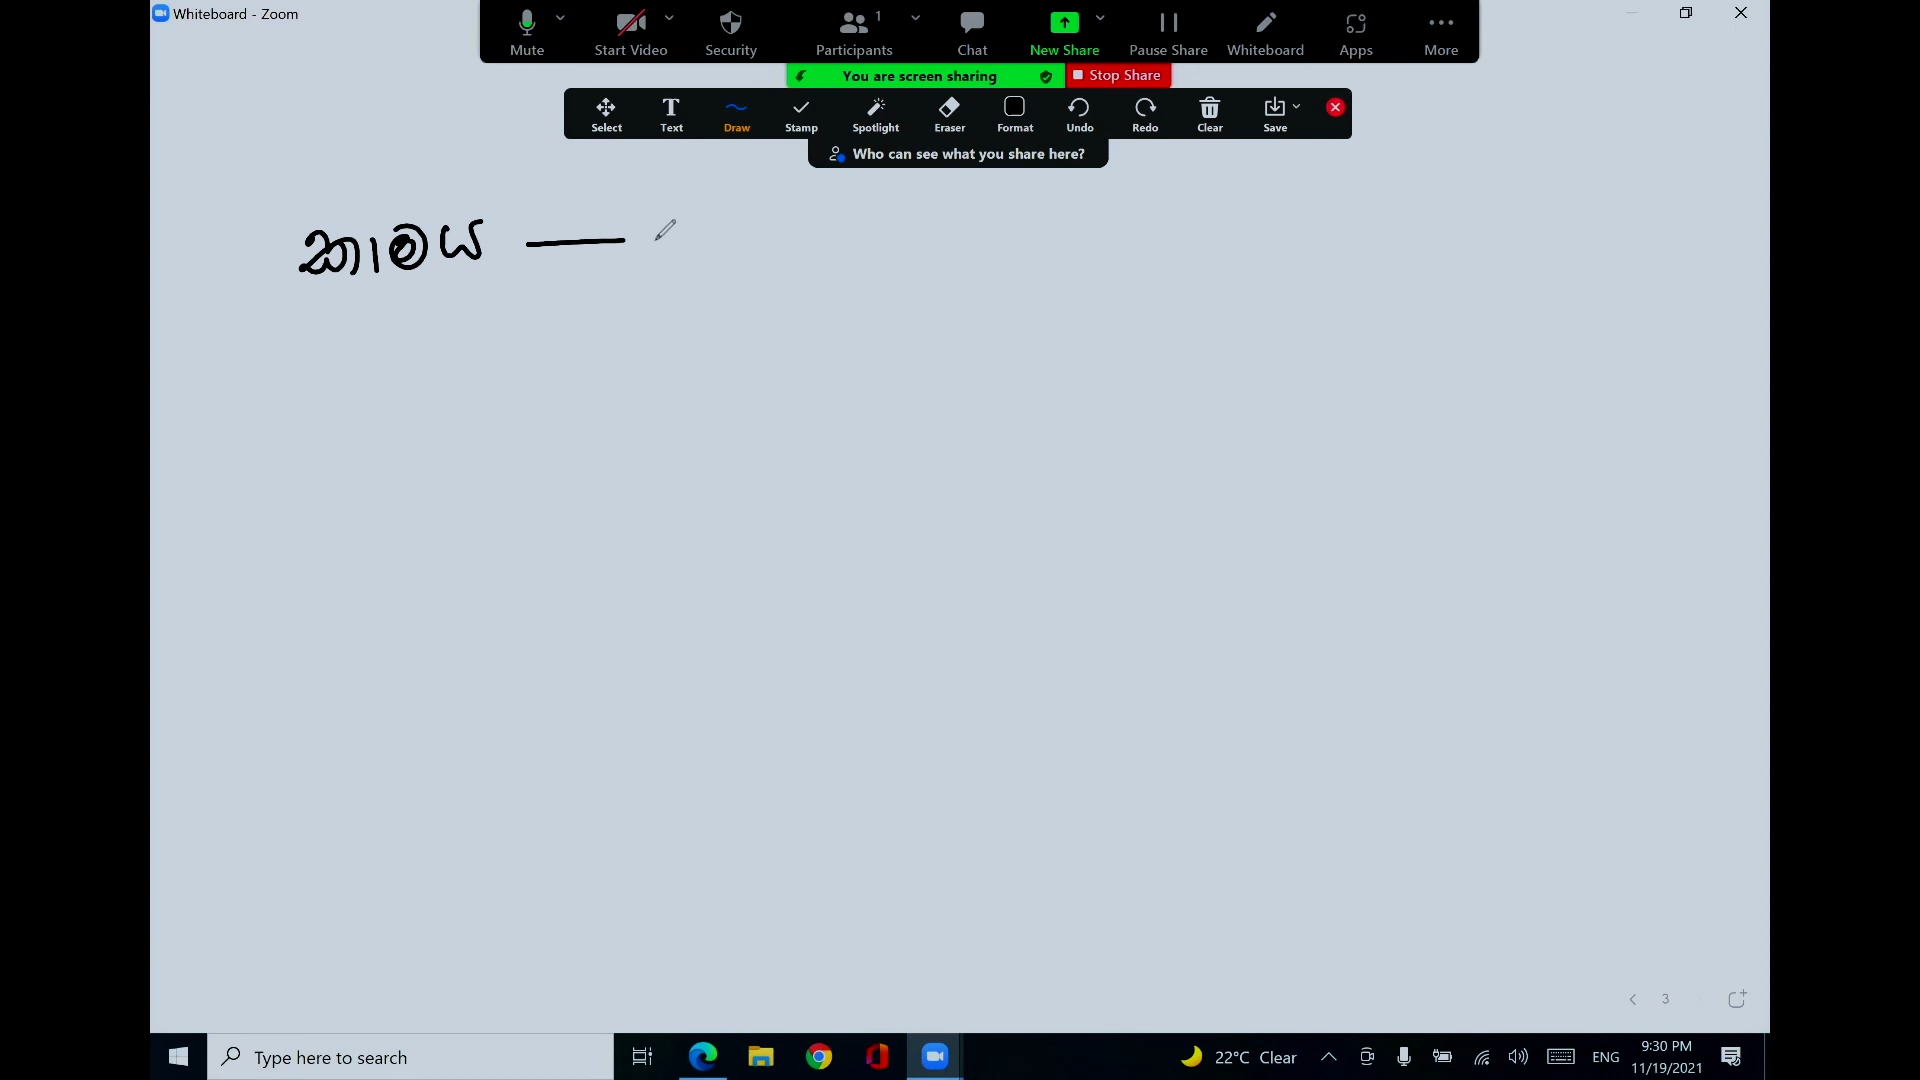 Whiteboard - Zoom
Mute
Start Video
Security
Participants 1
Chat
New Share
Pause Share
Whiteboard
Apps
More
You are screen sharing
Stop Share
Select
Text
Draw
Stamp
Spotlight
Eraser
Format
Undo
Redo
Clear
Save
Who can see what you share here?
3
Type here to search
22°C Clear
ENG
9:30 PM
11/19/2021